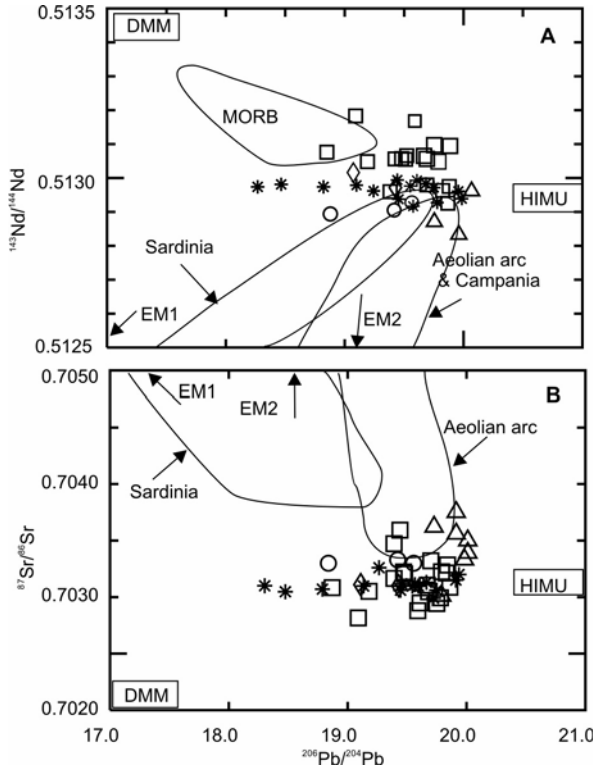 0.5135
DMM
A
MORB
0.5130
HIMU
¹⁴³Nd/¹⁴⁴Nd
Sardinia
Aeolian arc
& Campania
EM1
EM2
0.5125
0.7050
B
EM1
EM2
Aeolian arc
Sardinia
0.7040
⁸⁷Sr/⁸⁶Sr
0.7030
HIMU
DMM
0.7020
17.0 18.0 19.0 20.0 21.0
²⁰⁶Pb/²⁰⁴Pb